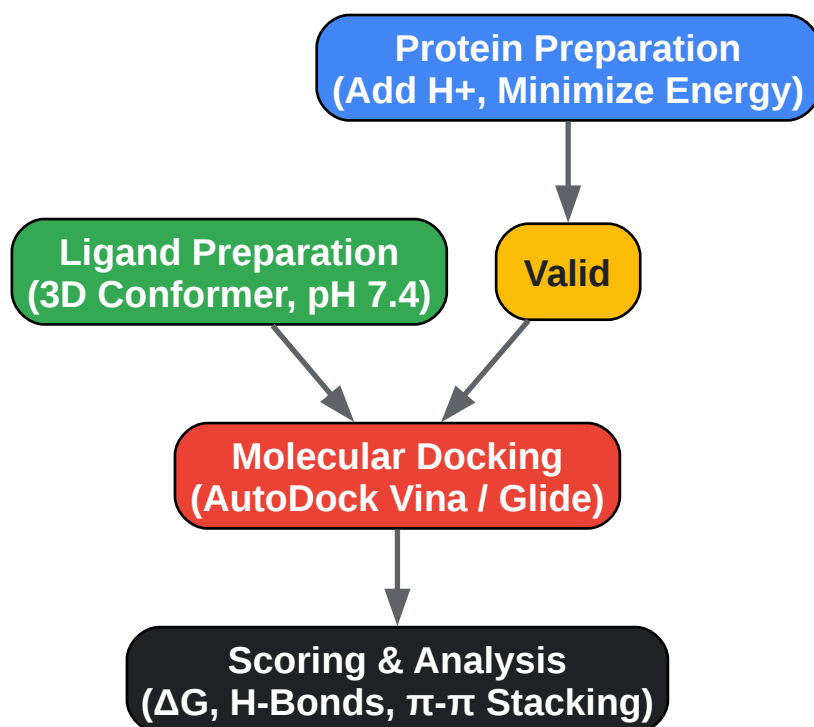 Protein Preparation
(Add H+, Minimize Energy)
Ligand Preparation
(3D Conformer, pH 7.4)
Valid
Molecular Docking
(AutoDock Vina / Glide)
Scoring & Analysis
(ΔG, H-Bonds, π-π Stacking)